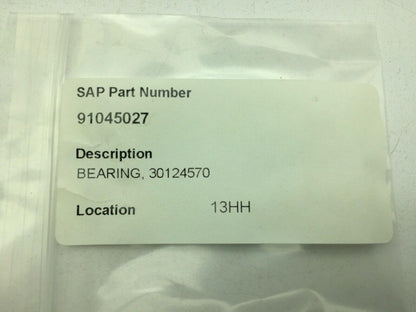 SAP Part Number
91045027
Description
BEARING, 30124570
Location 13HH